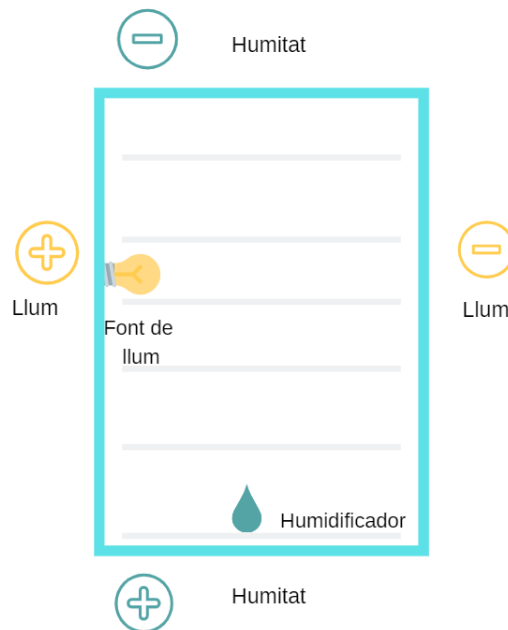 Humitat
Llum
Llum
Font de
llum
Humidificador
Humitat